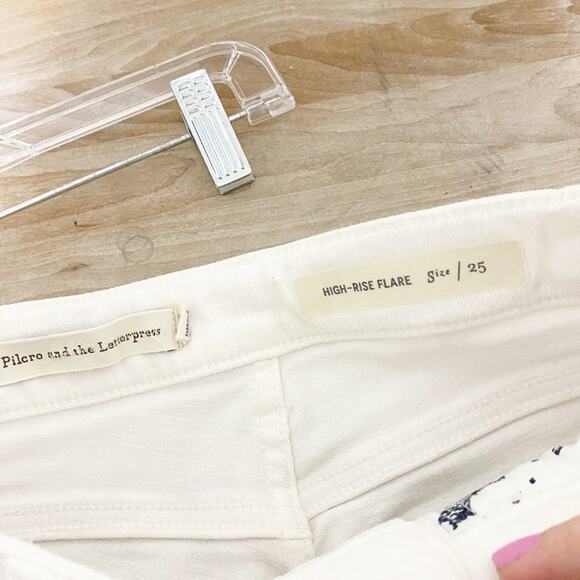 HIGH-RISE FLARE Size / 25
Pilcro and the Letterpress